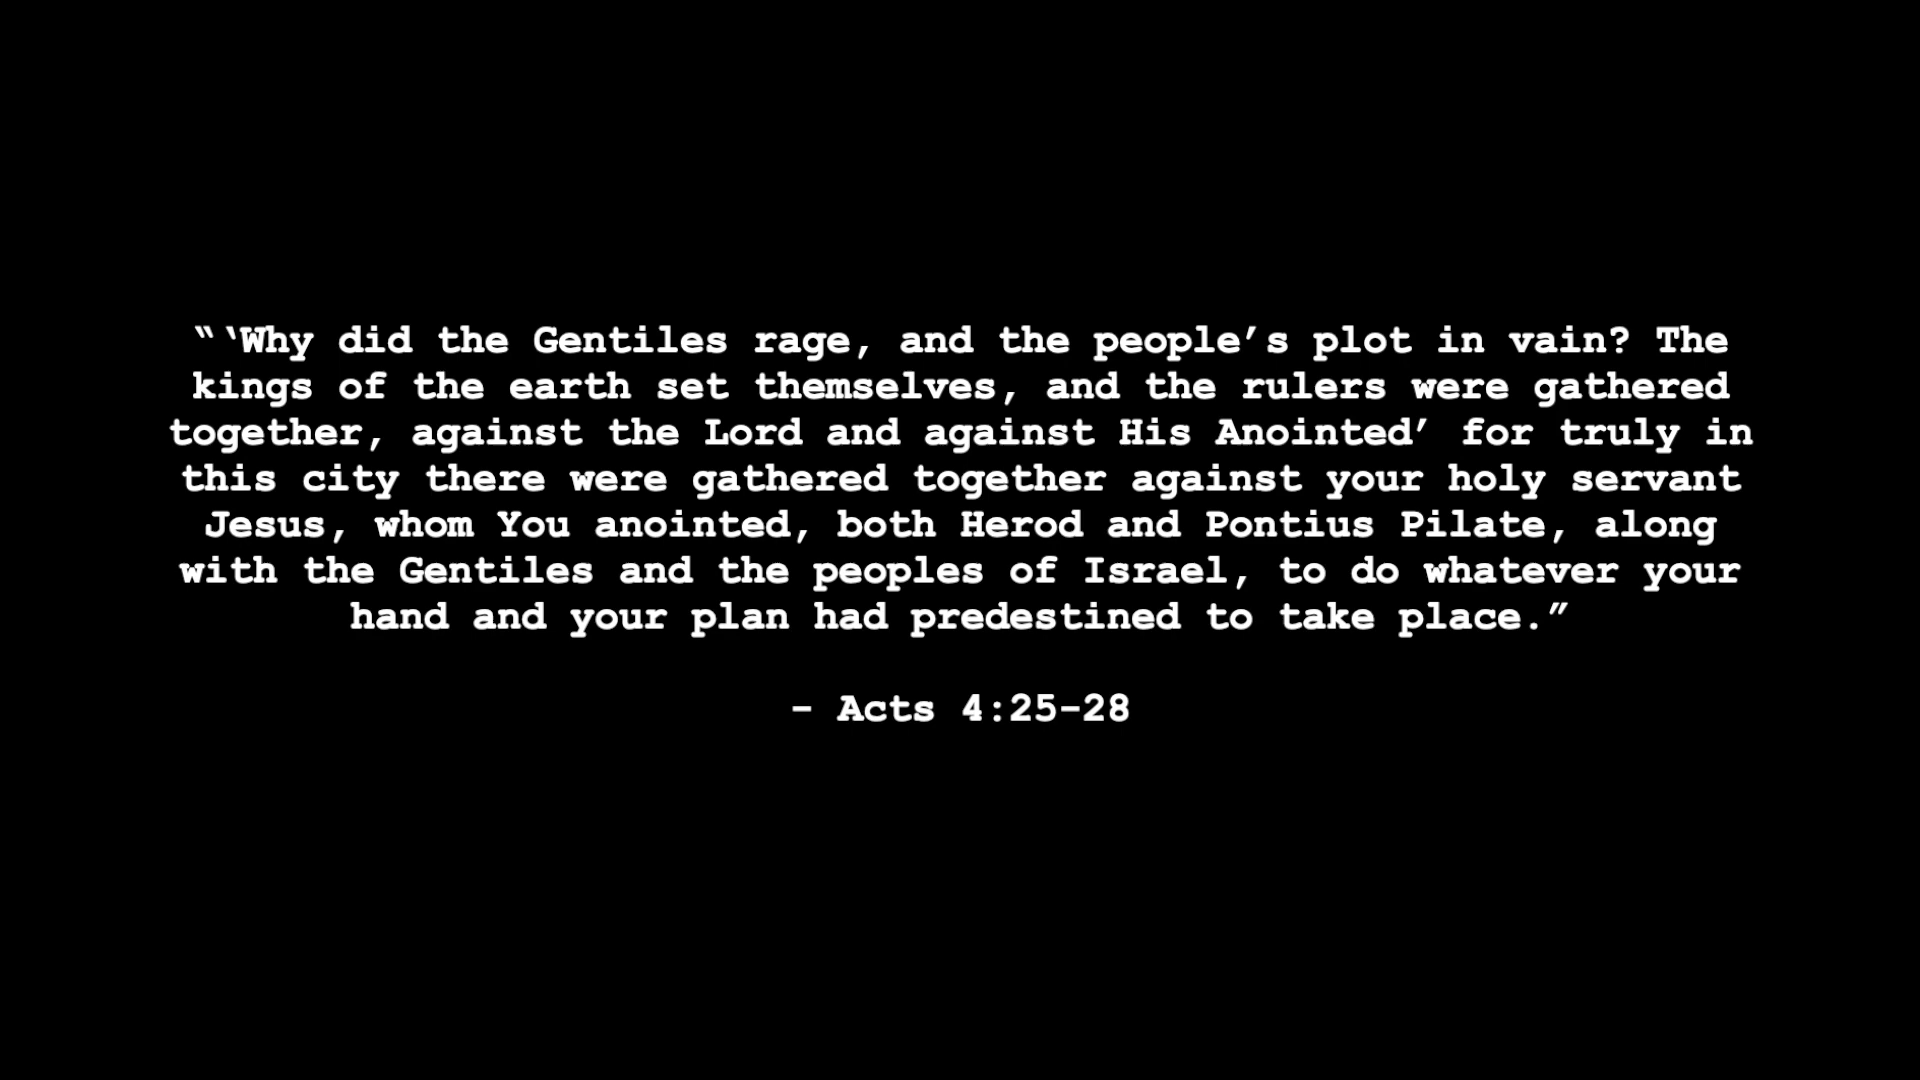 “‘Why did the Gentiles rage, and the people’s plot in vain? The
kings of the earth set themselves, and the rulers were gathered
together, against the Lord and against His Anointed’ for truly in
this city there were gathered together against your holy servant
Jesus, whom You anointed, both Herod and Pontius Pilate, along
with the Gentiles and the peoples of Israel, to do whatever your
hand and your plan had predestined to take place.”
- Acts 4:25-28